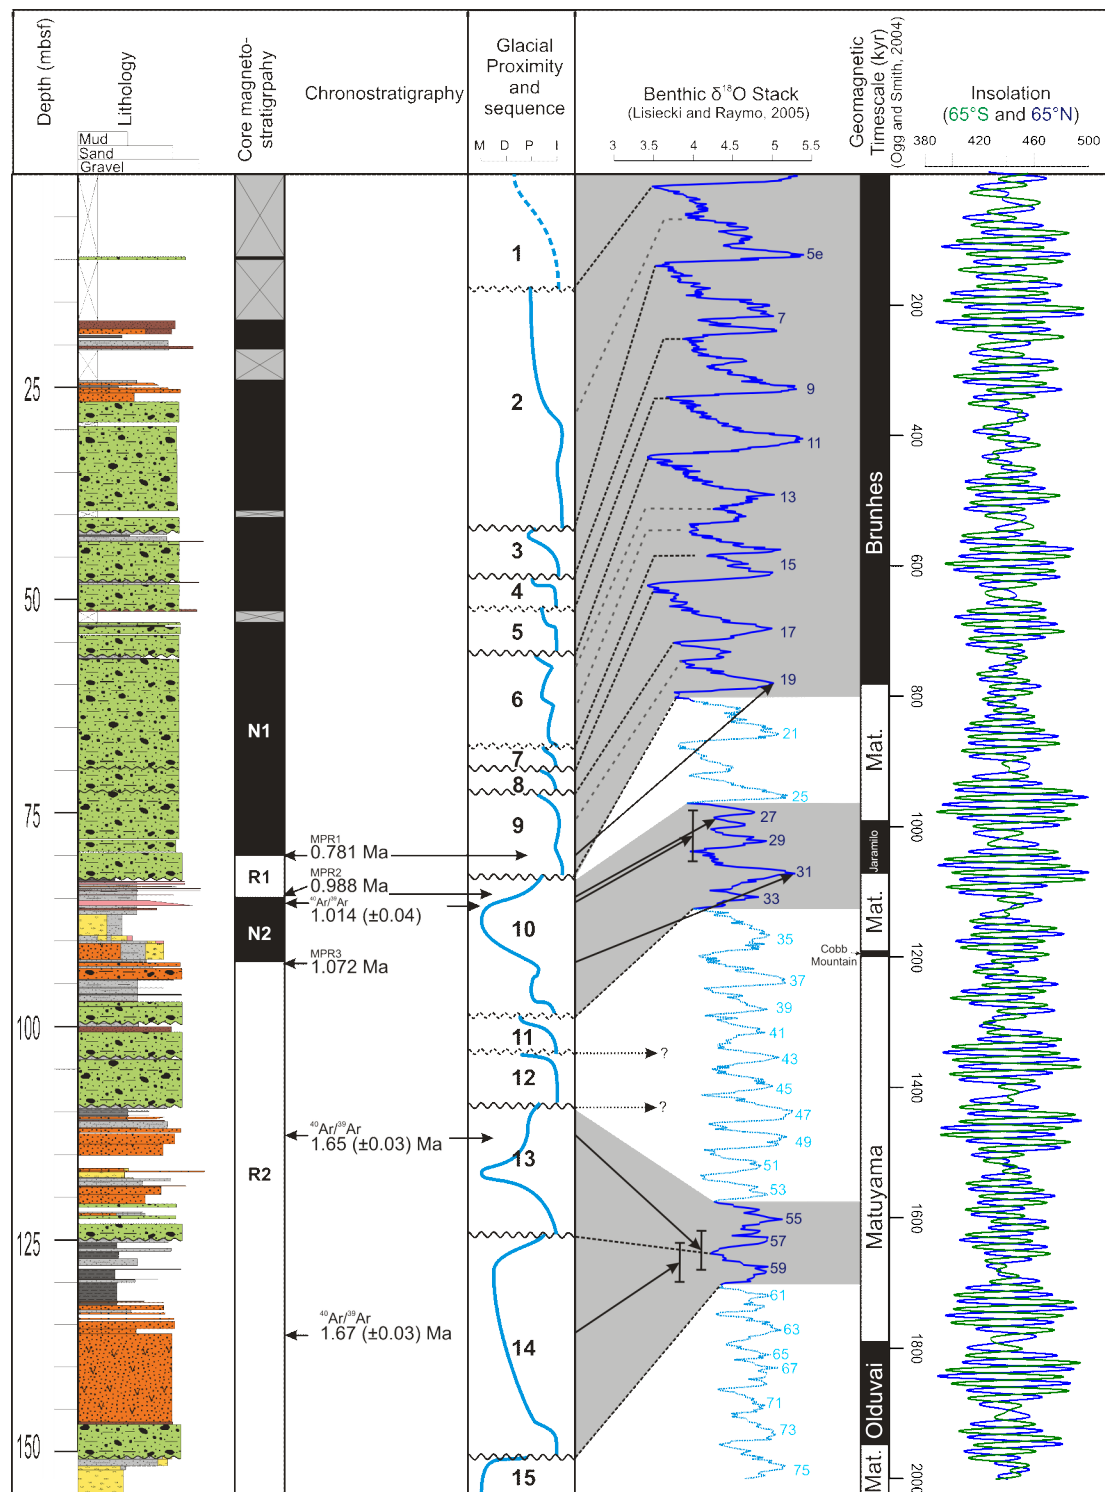 Depth (mbsf)
Lithology
Mud
Sand
Gravel
Core magneto-
stratigrpahy
Chronostratigraphy
Glacial
Proximity
and
sequence
M D P I
Benthic δ¹⁸O Stack
(Lisiecki and Raymo, 2005)
3 3.5 4 4.5 5 5.5
Geomagnetic
Timescale (kyr)
(Ogg and Smith, 2004)
Insolation
(65°S and 65°N)
380 420 460 500
25
50
75
100
125
150
N1
R1
N2
R2
MPR1
0.781 Ma
MPR2
0.988 Ma
⁴⁰Ar/³⁹Ar
1.014 (±0.04)
MPR3
1.072 Ma
⁴⁰Ar/³⁹Ar
1.65 (±0.03) Ma
⁴⁰Ar/³⁹Ar
1.67 (±0.03) Ma
1
2
3
4
5
6
7
8
9
10
11
12
13
14
15
?
?
5e
7
9
11
13
15
17
19
21
25
27
29
31
33
35
37
39
41
43
45
47
49
51
53
55
57
59
61
63
65
67
71
73
75
Brunhes
Mat.
Jaramilo
Mat.
Cobb
Mountain
Matuyama
Olduvai
Mat.
200
400
600
800
1000
1200
1400
1600
1800
2000